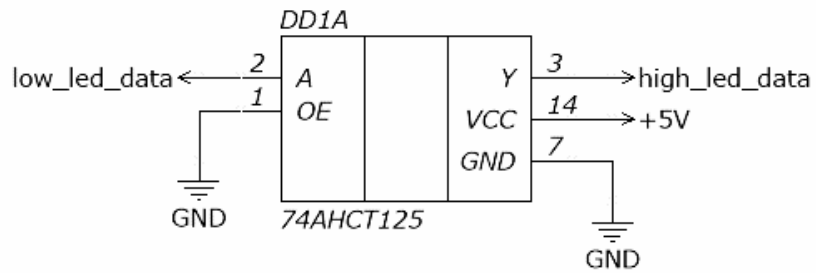 DD1A
low_led_data 2 A Y 3 high_led_data
1 OE VCC 14 +5V
GND 7
GND 74AHCT125
GND